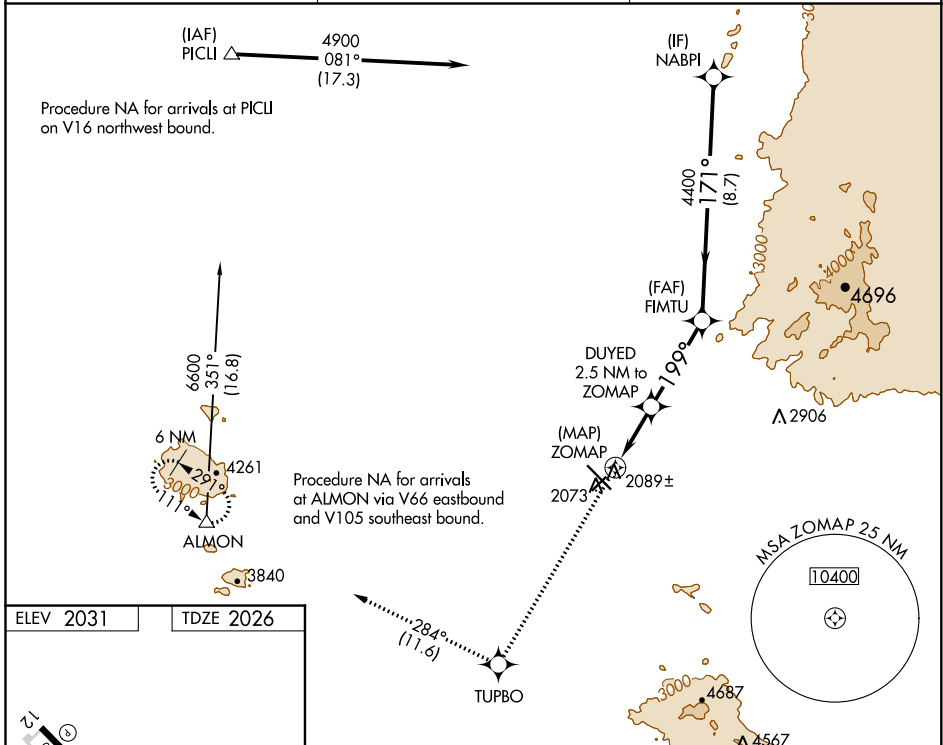 (IAF)
PICLI
4900
081°
(17.3)
(IF)
NABPI
Procedure NA for arrivals at PICLI
on V16 northwest bound.
4400
171°
(8.7)
3000
4000
4696
(FAF)
FIMTU
199°
DUYED
2.5 NM to
ZOMAP
2906
(MAP)
ZOMAP
2089±
2073
6600
351°
(16.8)
6 NM
4261
291°
3000
111°
ALMON
Procedure NA for arrivals
at ALMON via V66 eastbound
and V105 southeast bound.
3840
MSA ZOMAP 25 NM
10400
284°
(11.6)
TUPBO
3000
4687
4567
ELEV 2031
TDZE 2026
12
P